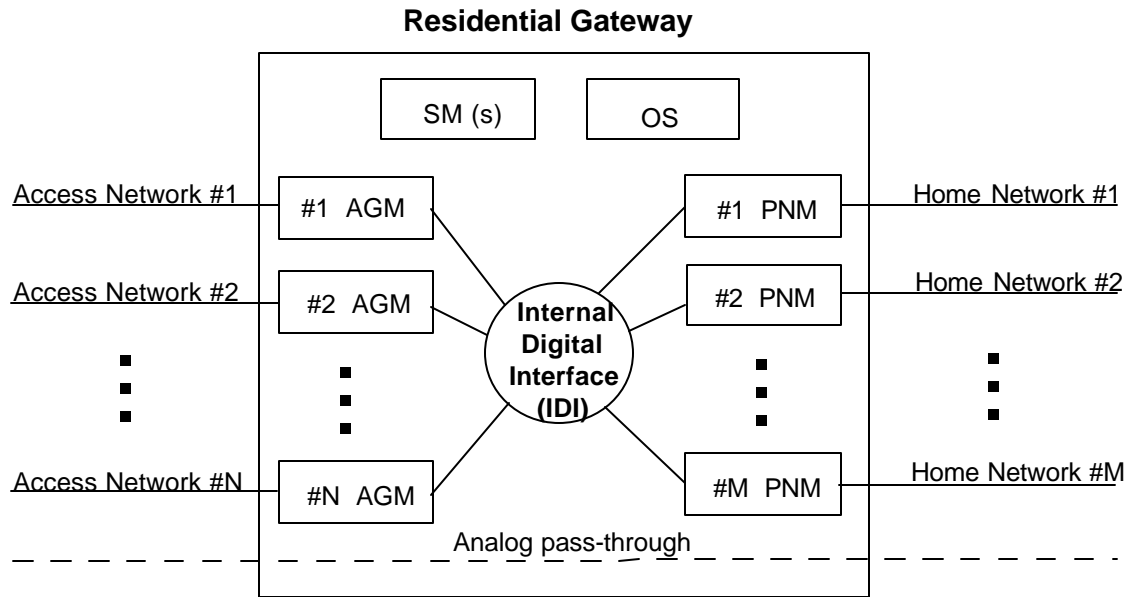 Residential Gateway
SM (s)
OS
Access Network #1
#1 AGM
#1 PNM
Home Network #1
Access Network #2
#2 AGM
#2 PNM
Home Network #2
Internal
Digital
Interface
(IDI)
Access Network #N
#N AGM
#M PNM
Home Network #M
Analog pass-through